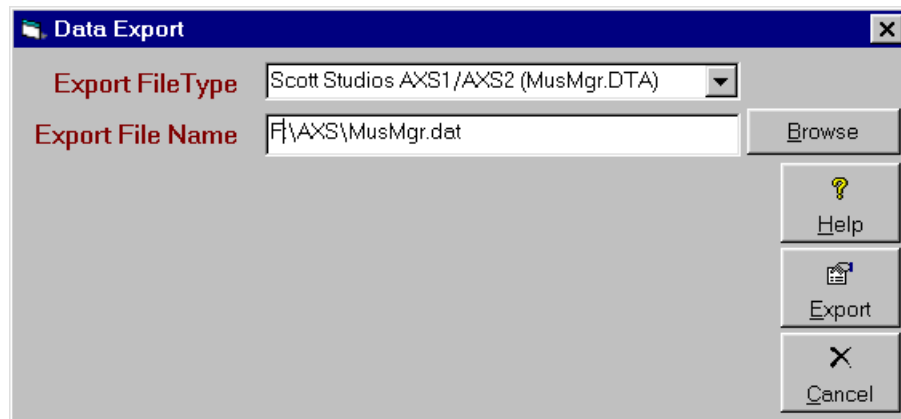 Data Export
Export FileType
Scott Studios AXS1/AXS2 (MusMgr.DTA)
Export File Name
F:\AXS\MusMgr.dat
Browse
Help
Export
Cancel